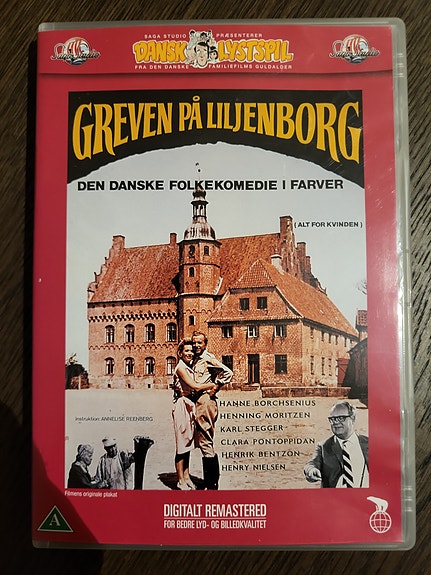 SAGA STUDIO PRÆSENTERER
DANSK LYSTSPIL
FRA DEN DANSKE FAMILIEFILMS GULDALDER
GREVEN PÅ LILJENBORG
DEN DANSKE FOLKEKOMEDIE I FARVER
( ALT FOR KVINDEN )
HANNE BORCHSENIUS
HENNING MORITZEN
KARL STEGGER
CLARA PONTOPPIDAN
HENRIK BENTZON
HENRY NIELSEN
Instruktion: ANNELISE REENBERG
Filmens originale plakat
A
DIGITALT REMASTERED
FOR BEDRE LYD- OG BILLEDKVALITET